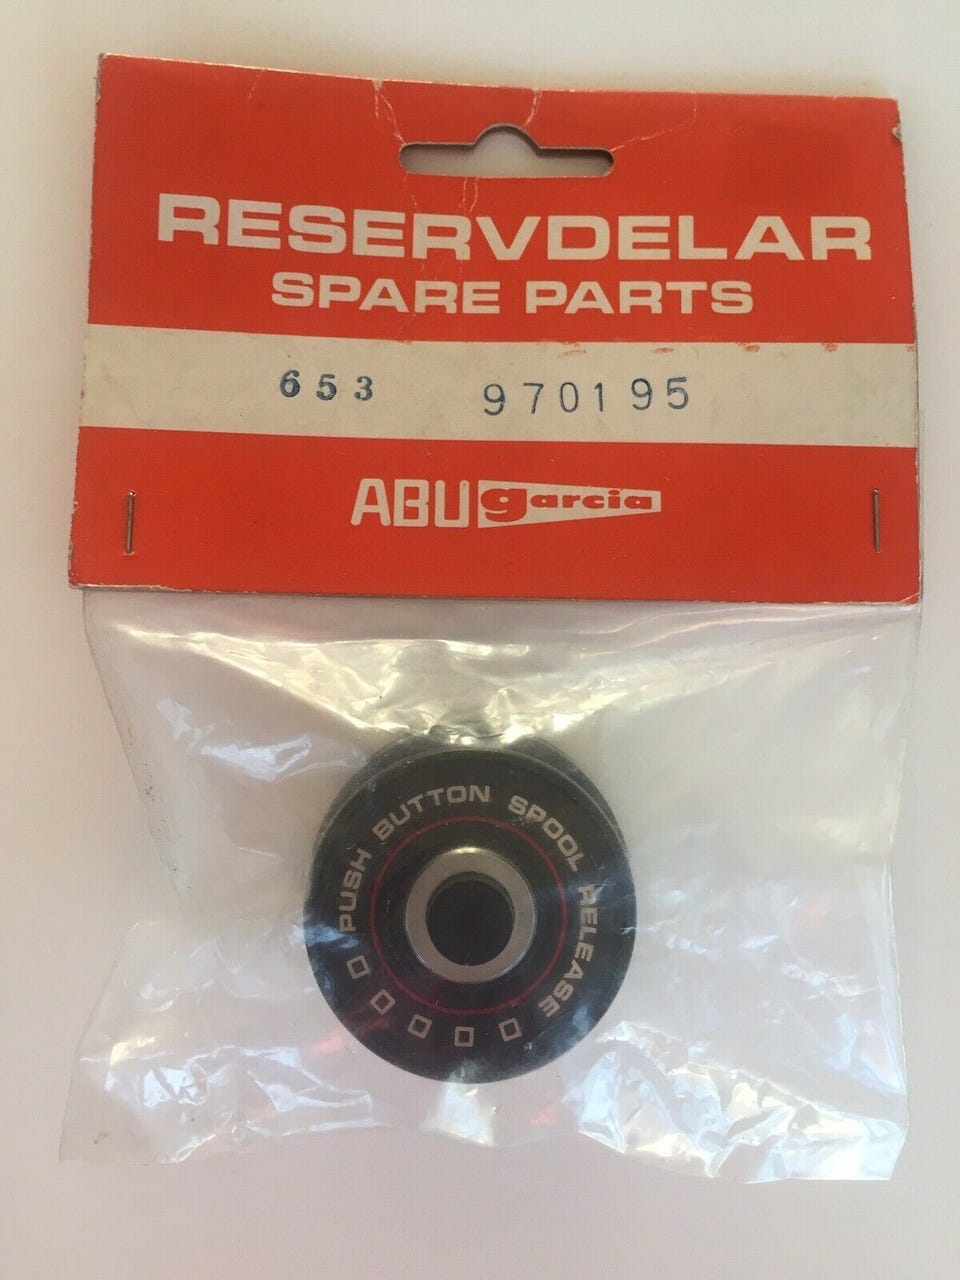 RESERVDELAR
SPARE PARTS
653 970195
ABU garcia
PUSH BUTTON SPOOL RELEASE